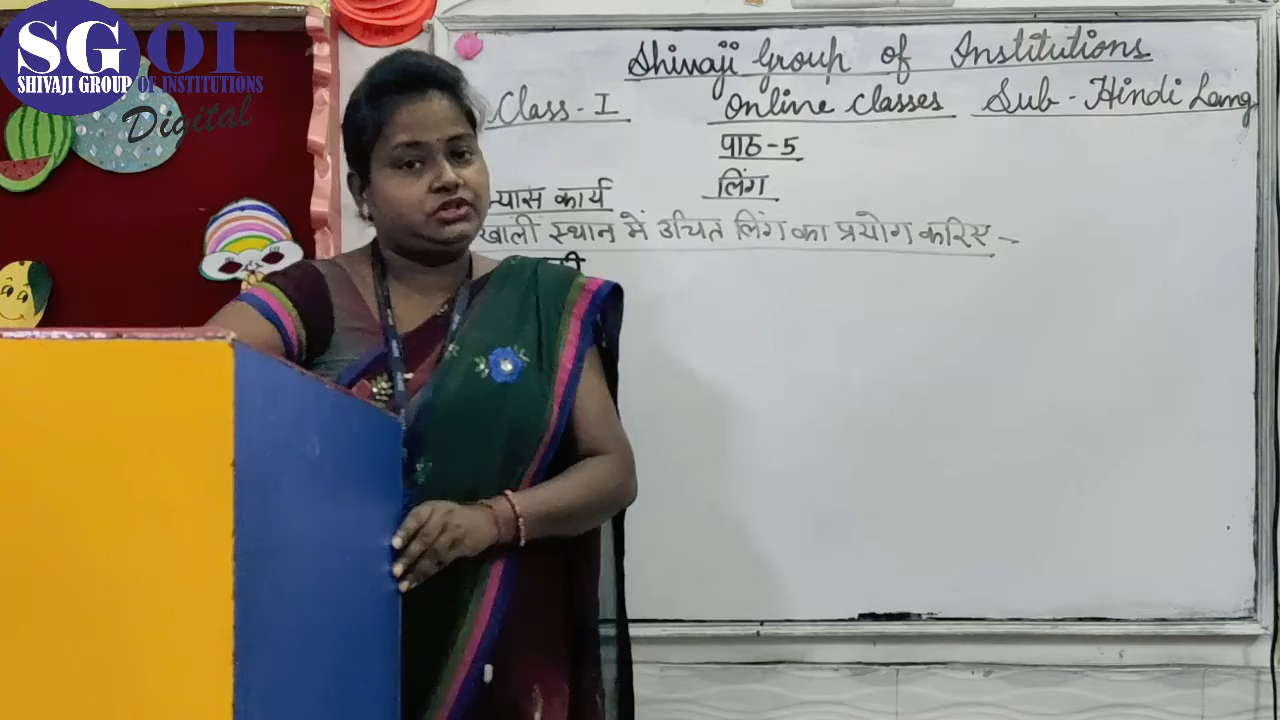 SGOI
SHIVAJI GROUP OF INSTITUTIONS
Digital
Shivaji Group of Institutions
Class - I Online classes Sub - Hindi Lang
पाठ - 5
लिंग
न्यास कार्य
खाली स्थान में उचित लिंग का प्रयोग करिए -